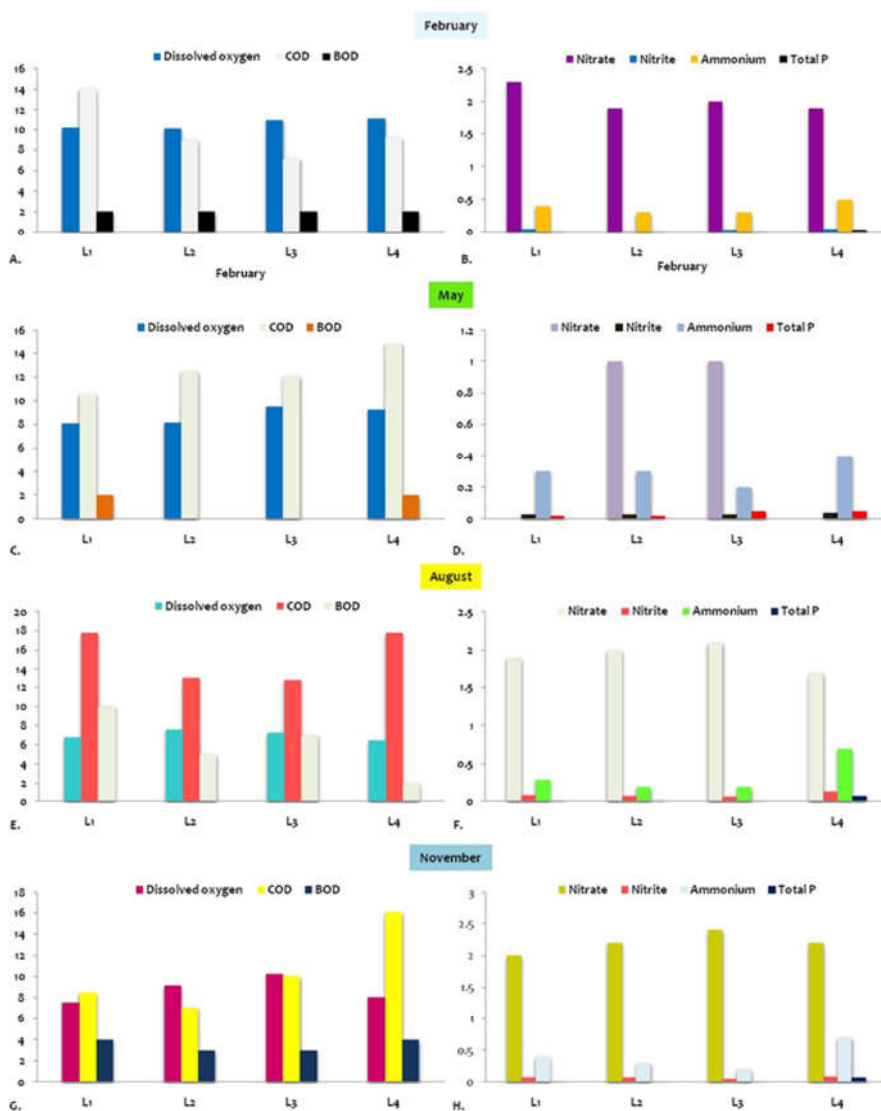 February
Dissolved oxygen COD BOD
16
14
12
10
8
6
4
2
0
L1 L2 L3 L4
A.
February
Nitrate Nitrite Ammonium Total P
2.5
2
1.5
1
0.5
0
L1 L2 L3 L4
B.
February
May
Dissolved oxygen COD BOD
16
14
12
10
8
6
4
2
0
L1 L2 L3 L4
C.
Nitrate Nitrite Ammonium Total P
1.2
1
0.8
0.6
0.4
0.2
0
L1 L2 L3 L4
D.
August
Dissolved oxygen COD BOD
20
18
16
14
12
10
8
6
4
2
0
L1 L2 L3 L4
E.
Nitrate Nitrite Ammonium Total P
2.5
2
1.5
1
0.5
0
L1 L2 L3 L4
F.
November
Dissolved oxygen COD BOD
18
16
14
12
10
8
6
4
2
0
L1 L2 L3 L4
G.
Nitrate Nitrite Ammonium Total P
3
2.5
2
1.5
1
0.5
0
L1 L2 L3 L4
H.